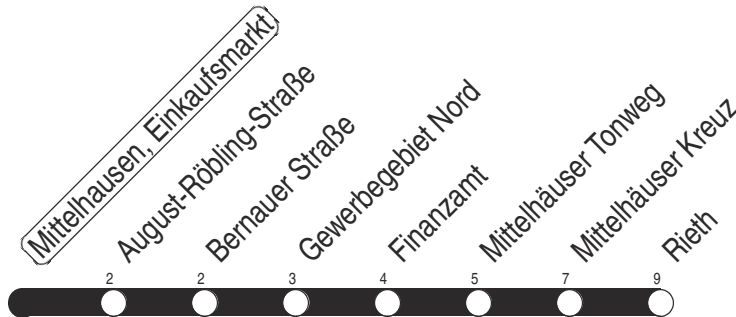 Mittelhausen, Einkaufsmarkt
August-Röbling-Straße
Bernauer Straße
Gewerbegebiet Nord
Finanzamt
Mittelhäuser Tonweg
Mittelhäuser Kreuz
Rieth
2 2 3 4 5 7 9